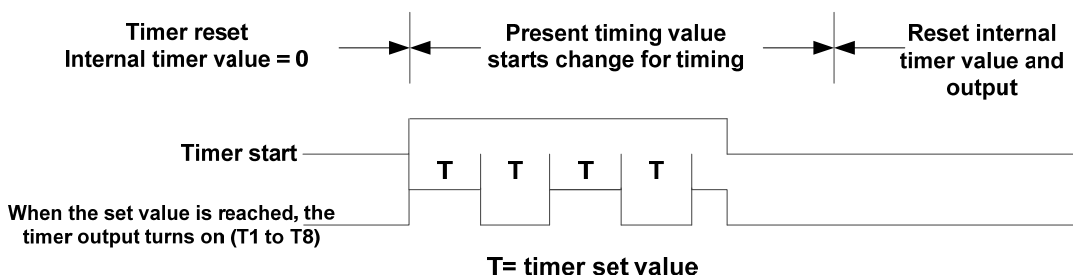 Timer reset
Internal timer value = 0
Present timing value
starts change for timing
Reset internal
timer value and
output
Timer start
T T T T
When the set value is reached, the
timer output turns on (T1 to T8)
T= timer set value